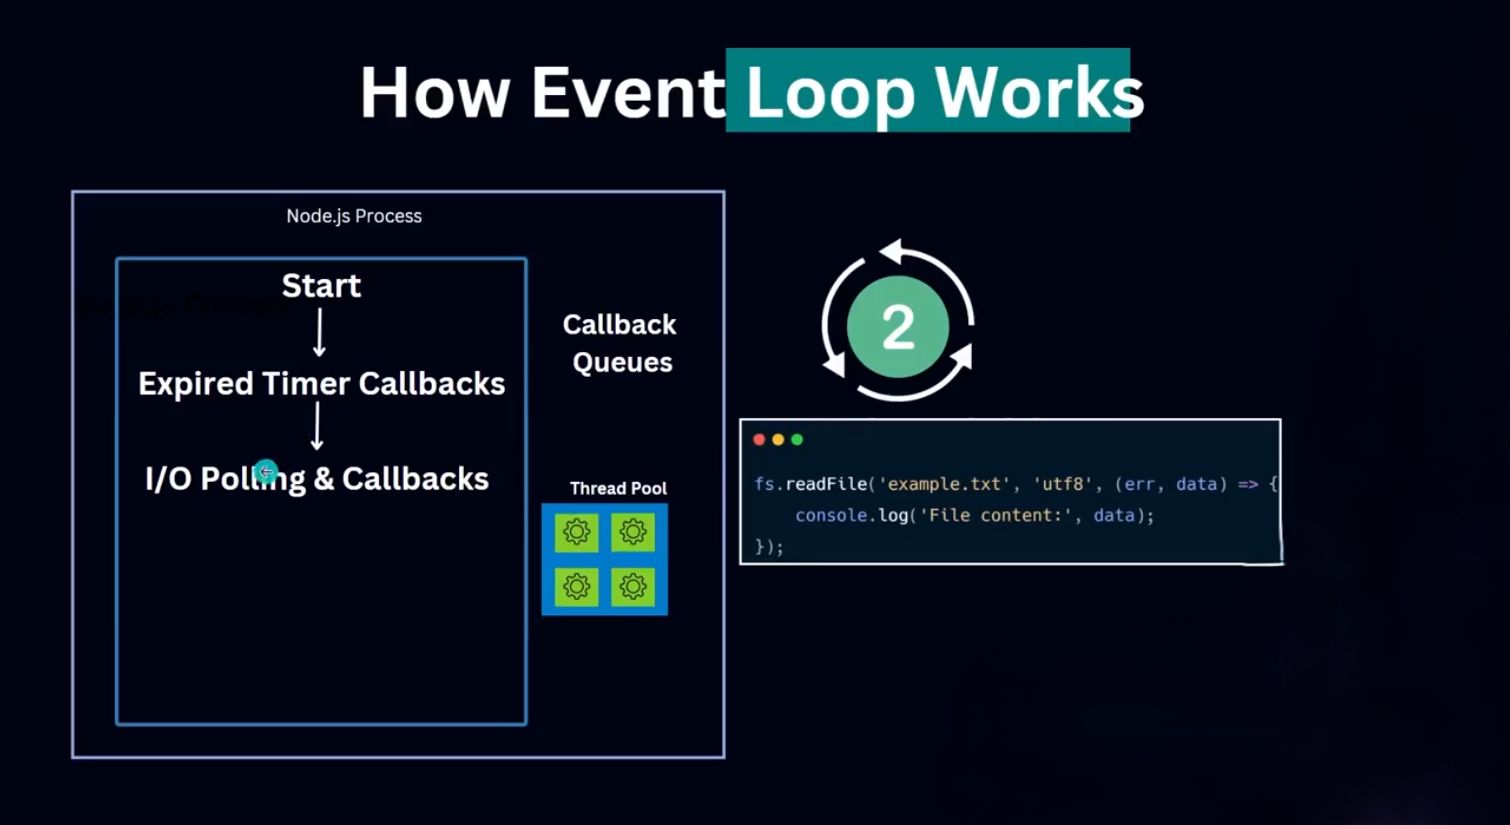 How Event Loop Works
Node.js Process
Start
Expired Timer Callbacks
I/O Polling & Callbacks
Callback
Queues
Thread Pool
2
fs.readFile('example.txt', 'utf8', (err, data) => {
console.log('File content:', data);
});